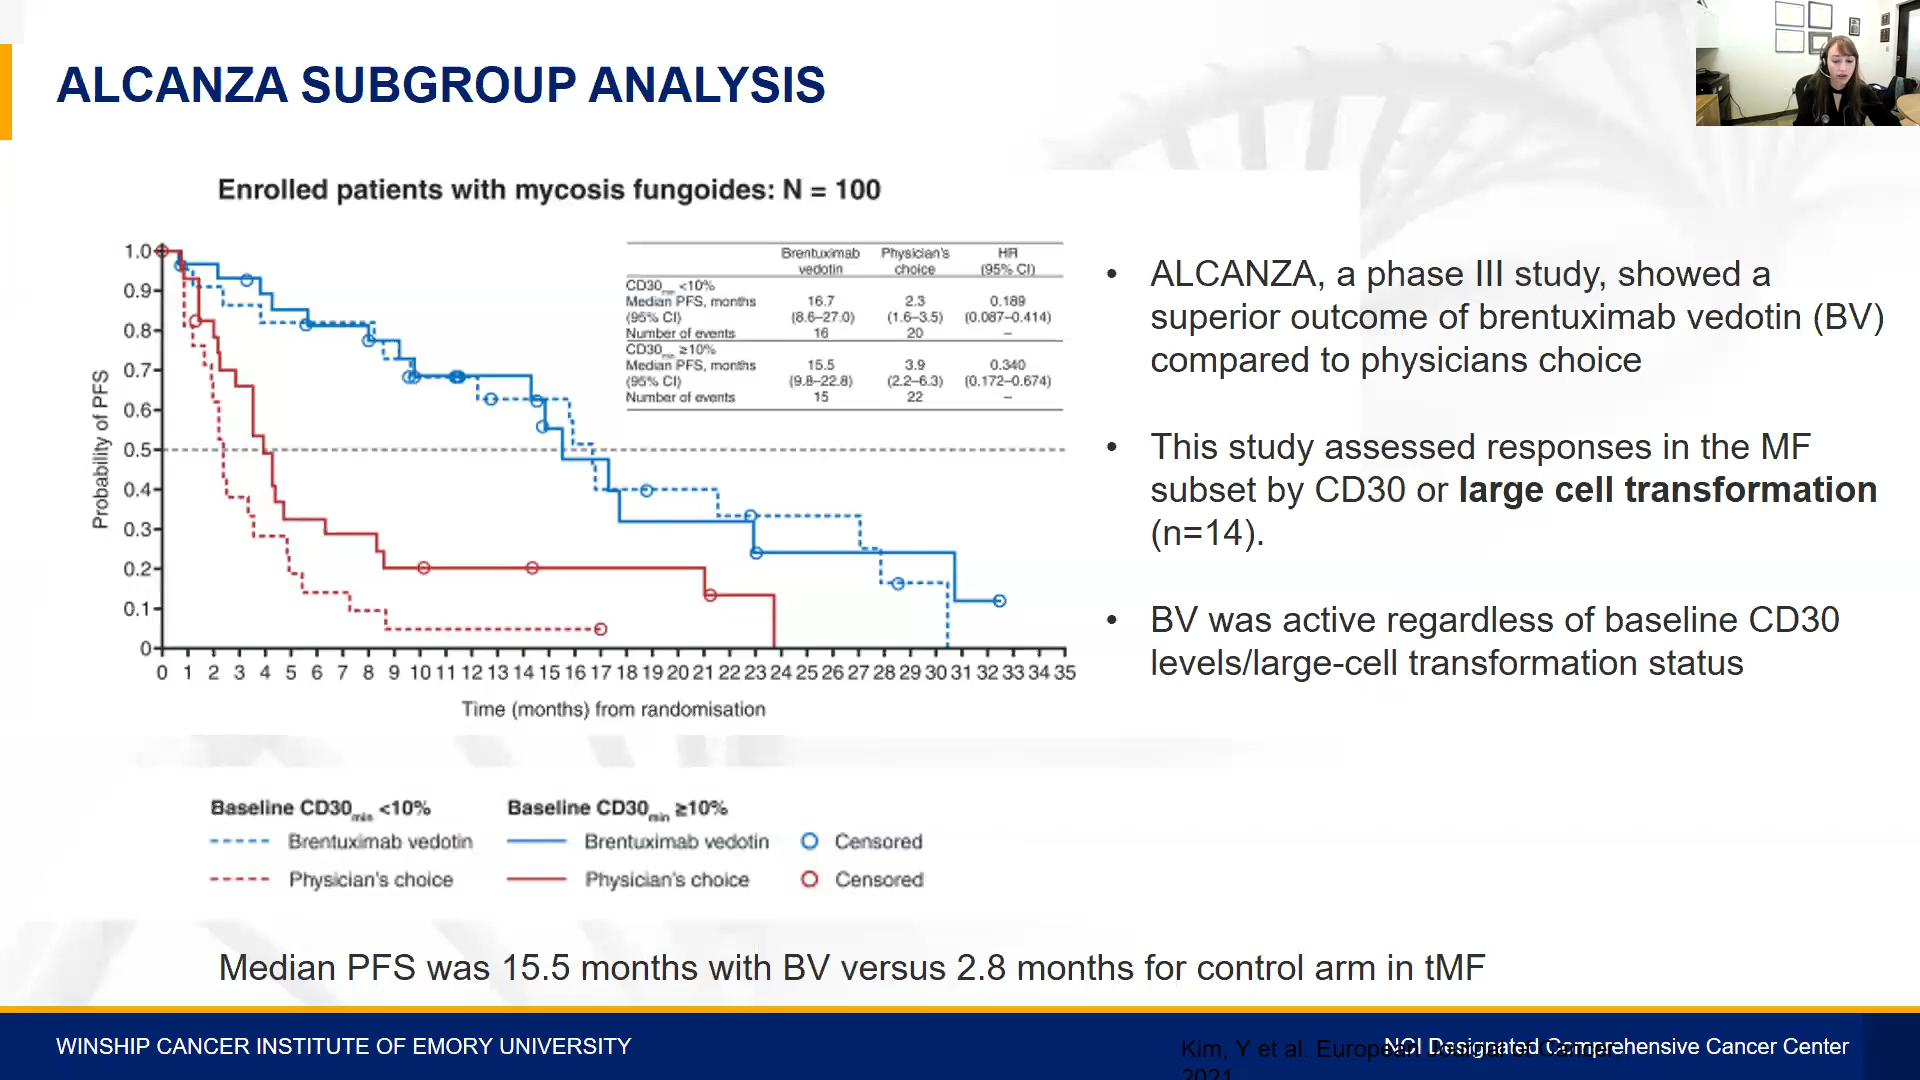 ALCANZA SUBGROUP ANALYSIS
Enrolled patients with mycosis fungoides: N = 100
Brentuximab vedotin Physician's choice HR (95% CI)
CD30min <10%
Median PFS, months 16.7 2.3 0.189
(95% CI) (8.6–27.0) (1.6–3.5) (0.087–0.414)
Number of events 16 20 –
CD30min ≥10%
Median PFS, months 15.5 3.9 0.340
(95% CI) (9.8–22.8) (2.2–6.3) (0.172–0.674)
Number of events 15 22 –
Probability of PFS
1.0
0.9
0.8
0.7
0.6
0.5
0.4
0.3
0.2
0.1
0
0 1 2 3 4 5 6 7 8 9 10 11 12 13 14 15 16 17 18 19 20 21 22 23 24 25 26 27 28 29 30 31 32 33 34 35
Time (months) from randomisation
Baseline CD30min <10% Baseline CD30min ≥10%
Brentuximab vedotin Brentuximab vedotin Censored
Physician's choice Physician's choice Censored
• ALCANZA, a phase III study, showed a
superior outcome of brentuximab vedotin (BV)
compared to physicians choice
• This study assessed responses in the MF
subset by CD30 or large cell transformation
(n=14).
• BV was active regardless of baseline CD30
levels/large-cell transformation status
Median PFS was 15.5 months with BV versus 2.8 months for control arm in tMF
WINSHIP CANCER INSTITUTE OF EMORY UNIVERSITY
Kim, Y et al. European Journal of Cancer
2021
NCI Designated Comprehensive Cancer Center